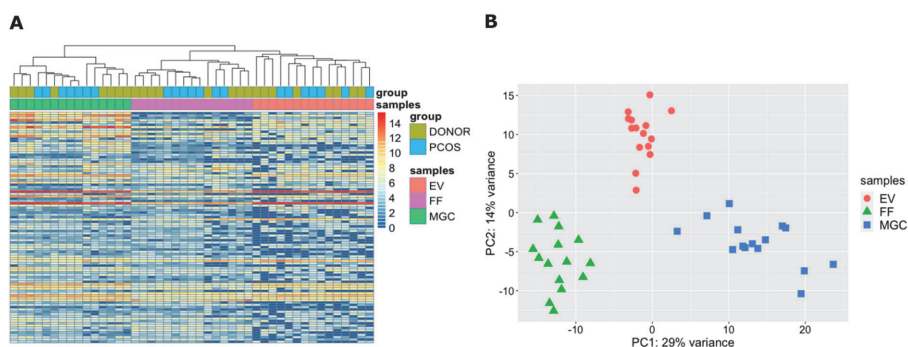 A
group
samples
14
12
10
8
6
4
2
0
group
DONOR
PCOS
samples
EV
FF
MGC
B
PC2: 14% variance
15
10
5
0
-5
-10
-10
0
10
20
PC1: 29% variance
samples
EV
FF
MGC